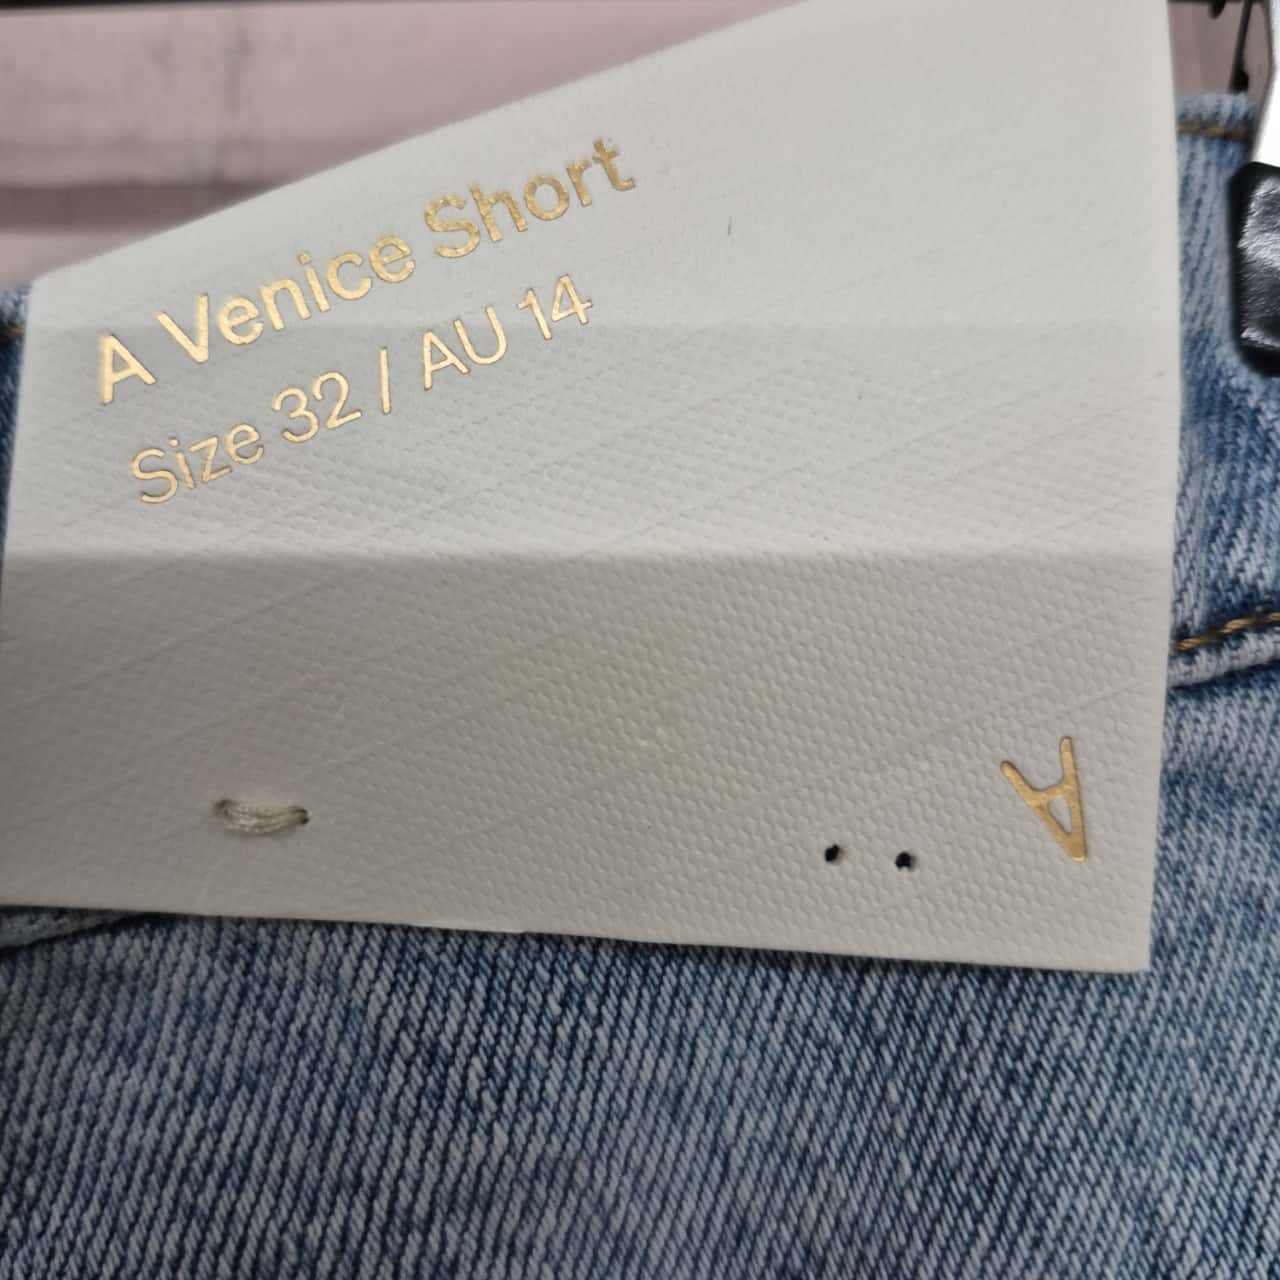 A Venice Short
Size 32 / AU 14
A